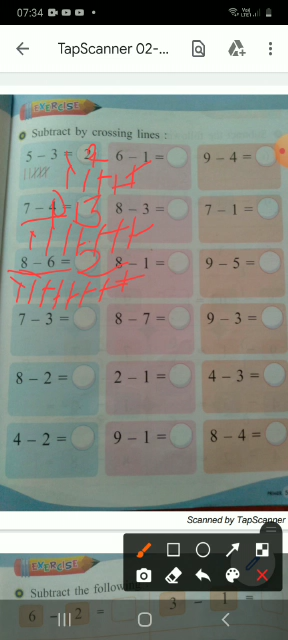 07:34
TapScanner 02-...
EXERCISE
Subtract by crossing lines :
5 - 3 = 2 6 - 1 = 9 - 4 =
7 - 4 = 3 8 - 3 = 7 - 1 =
8 - 6 = 8 - 1 = 9 - 5 =
7 - 3 = 8 - 7 = 9 - 3 =
8 - 2 = 2 - 1 = 4 - 3 =
4 - 2 = 9 - 1 = 8 - 4 =
Scanned by TapScanner
EXERCISE
Subtract the follow
6 - 2 = 3 - 1 =